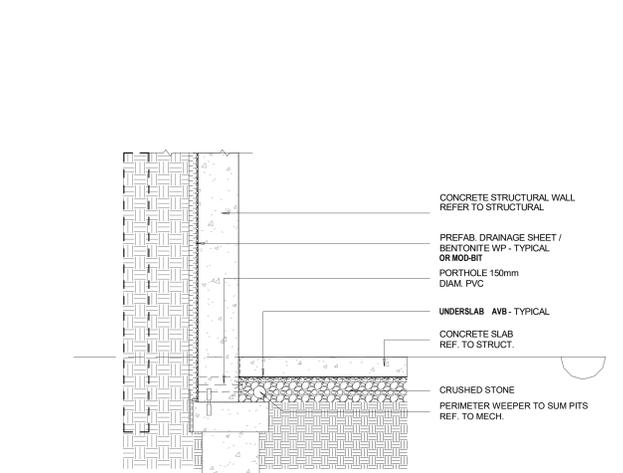 CONCRETE STRUCTURAL WALL
REFER TO STRUCTURAL
PREFAB. DRAINAGE SHEET /
BENTONITE WP - TYPICAL
OR MOD-BIT
PORTHOLE 150mm
DIAM. PVC
UNDERSLAB AVB - TYPICAL
CONCRETE SLAB
REF. TO STRUCT.
CRUSHED STONE
PERIMETER WEEPER TO SUM PITS
REF. TO MECH.